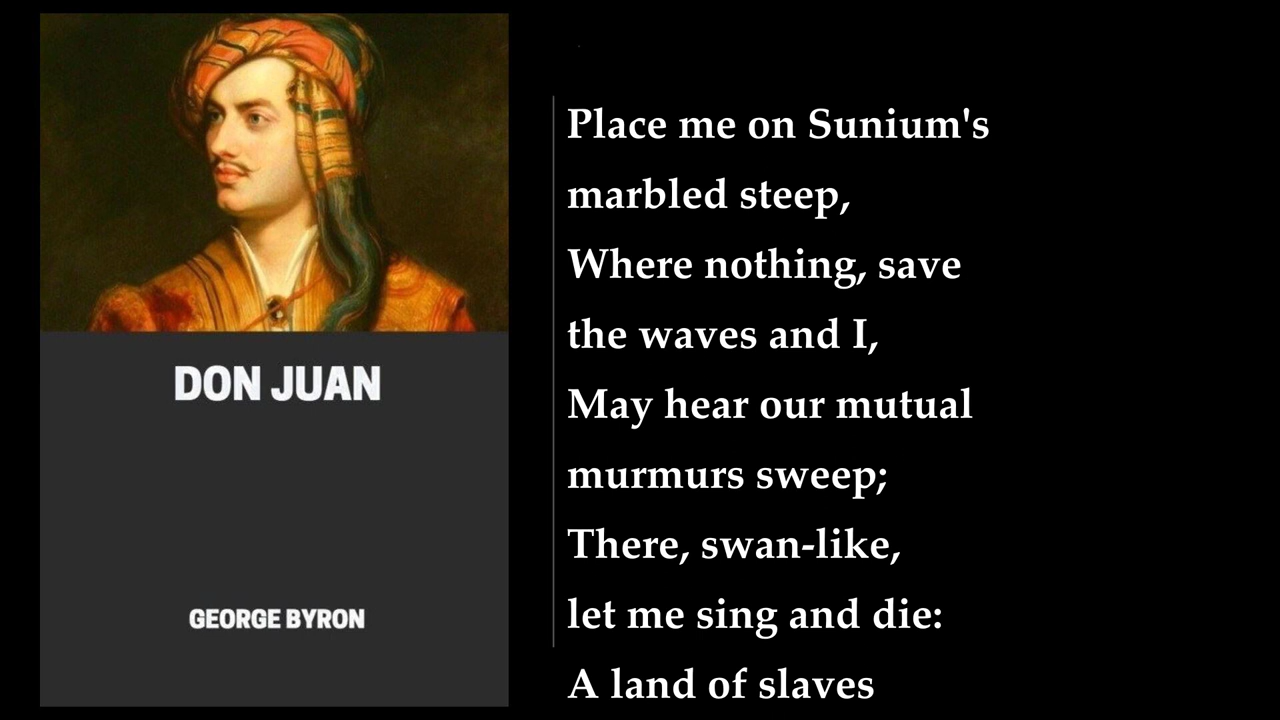 DON JUAN
GEORGE BYRON
Place me on Sunium's
marbled steep,
Where nothing, save
the waves and I,
May hear our mutual
murmurs sweep;
There, swan-like,
let me sing and die:
A land of slaves